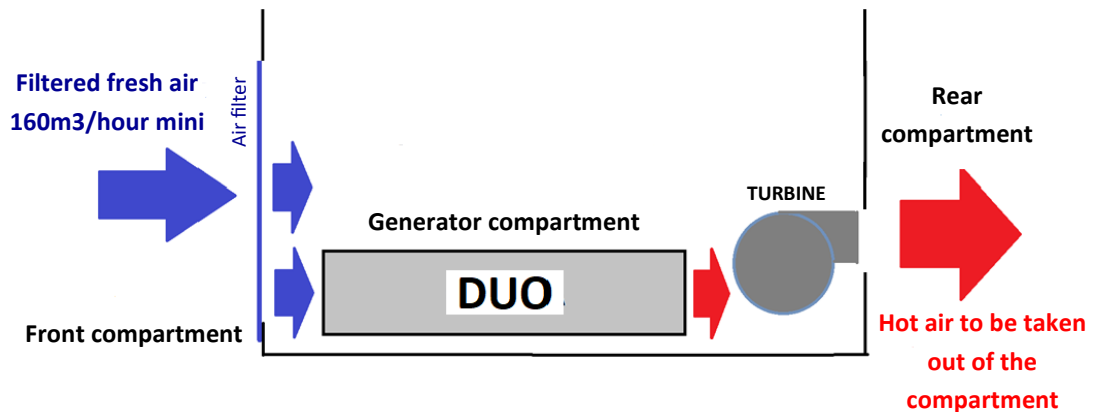 Filtered fresh air
160m3/hour mini
Air filter
Rear
compartment
TURBINE
Generator compartment
DUO
Front compartment
Hot air to be taken
out of the
compartment